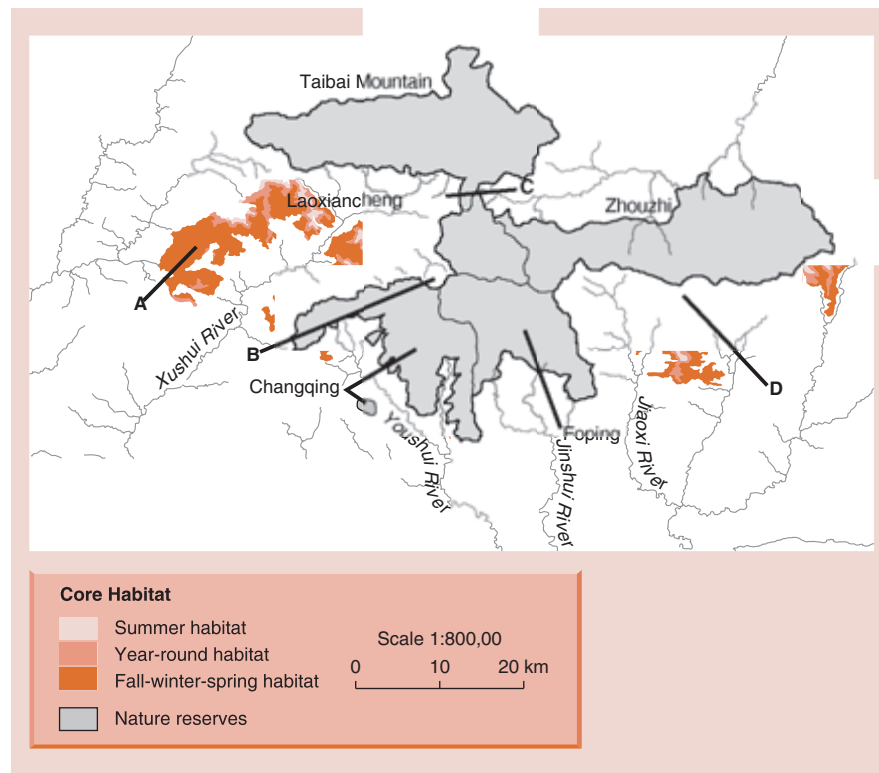 Taibai Mountain
C
Laoxiancheng
Zhouzhi
A
Xushui River
B
Changqing
D
Youshui River
Foping
Jinshui River
Jiaoxi River
Core Habitat
Summer habitat
Year-round habitat
Fall-winter-spring habitat
Nature reserves
Scale 1:800,00
0 10 20 km